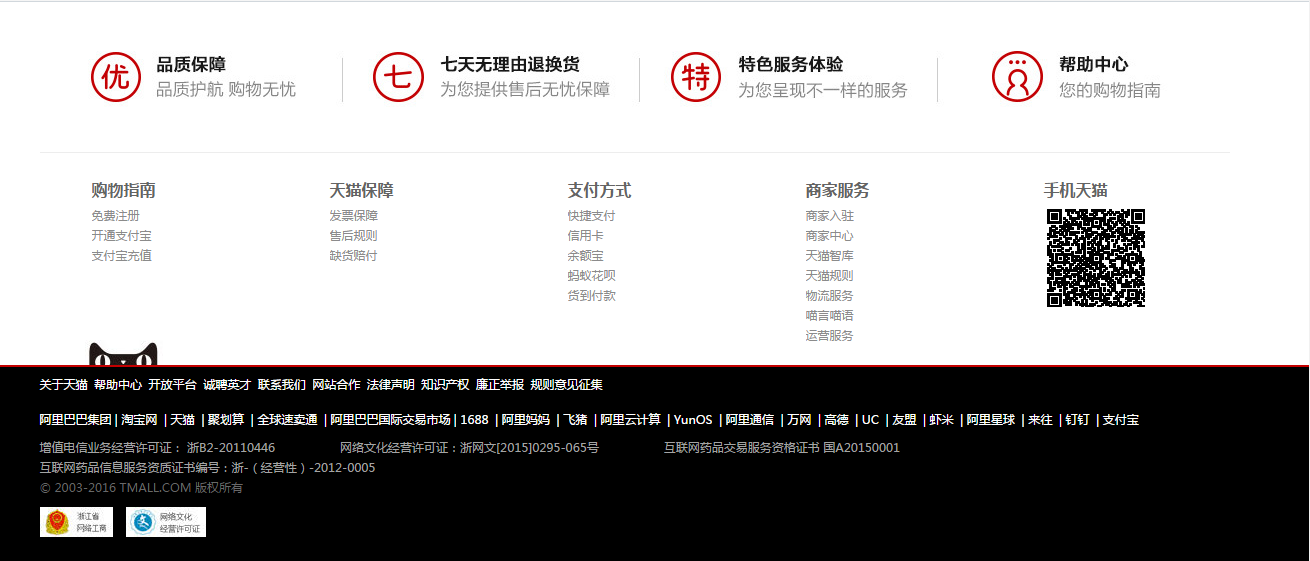 优 品质保障 七 七天无理由退换货 特 特色服务体验 帮助中心
品质护航 购物无忧 为您提供售后无忧保障 为您呈现不一样的服务 您的购物指南
购物指南 天猫保障 支付方式 商家服务 手机天猫
免费注册 发票保障 快捷支付 商家入驻
开通支付宝 售后规则 信用卡 商家中心
支付宝充值 缺货赔付 余额宝 天猫智库
蚂蚁花呗 天猫规则
货到付款 物流服务
喵言喵语
运营服务
关于天猫 帮助中心 开放平台 诚聘英才 联系我们 网站合作 法律声明 知识产权 廉正举报 规则意见征集
阿里巴巴集团 | 淘宝网 | 天猫 | 聚划算 | 全球速卖通 | 阿里巴巴国际交易市场 | 1688 | 阿里妈妈 | 飞猪 | 阿里云计算 | YunOS | 阿里通信 | 万网 | 高德 | UC | 友盟 | 虾米 | 阿里星球 | 来往 | 钉钉 | 支付宝
增值电信业务经营许可证： 浙B2-20110446 网络文化经营许可证：浙网文[2015]0295-065号 互联网药品交易服务资格证书 国A20150001
互联网药品信息服务资质证书编号：浙-（经营性）-2012-0005
© 2003-2016 TMALL.COM 版权所有
浙江省 网络文化
网络工商 经营许可证